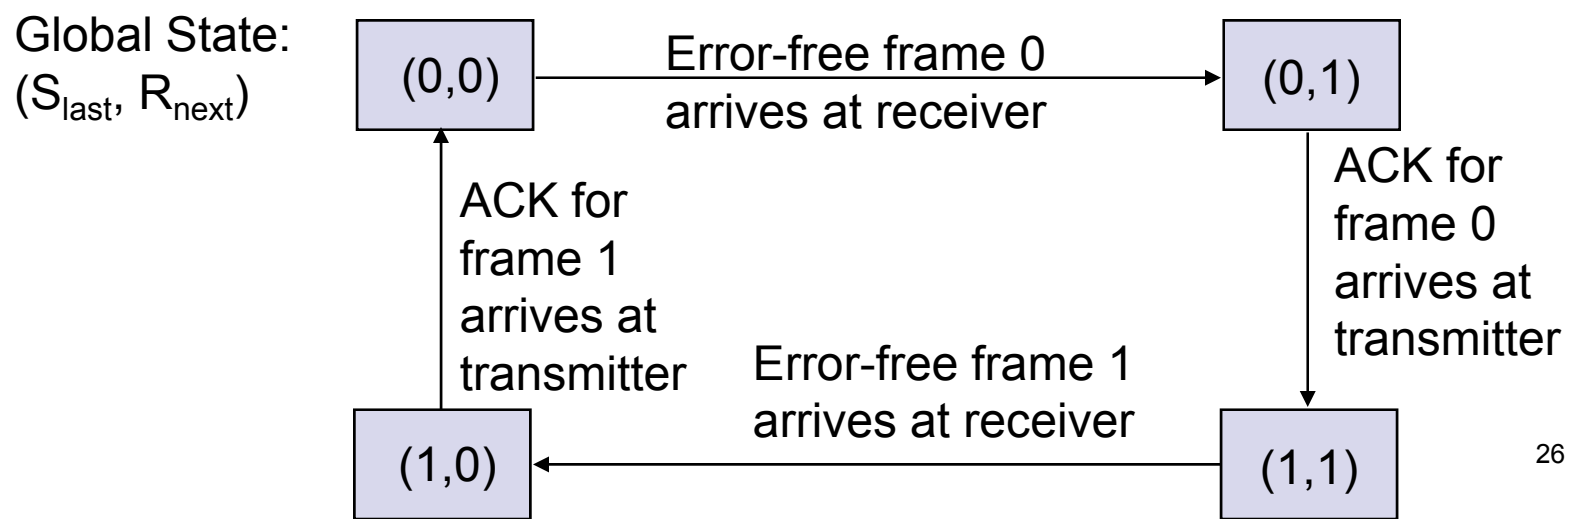 Global State:
(Slast, Rnext)
(0,0)
Error-free frame 0
arrives at receiver
(0,1)
ACK for
frame 1
arrives at
transmitter
ACK for
frame 0
arrives at
transmitter
Error-free frame 1
arrives at receiver
(1,0)
(1,1)
26